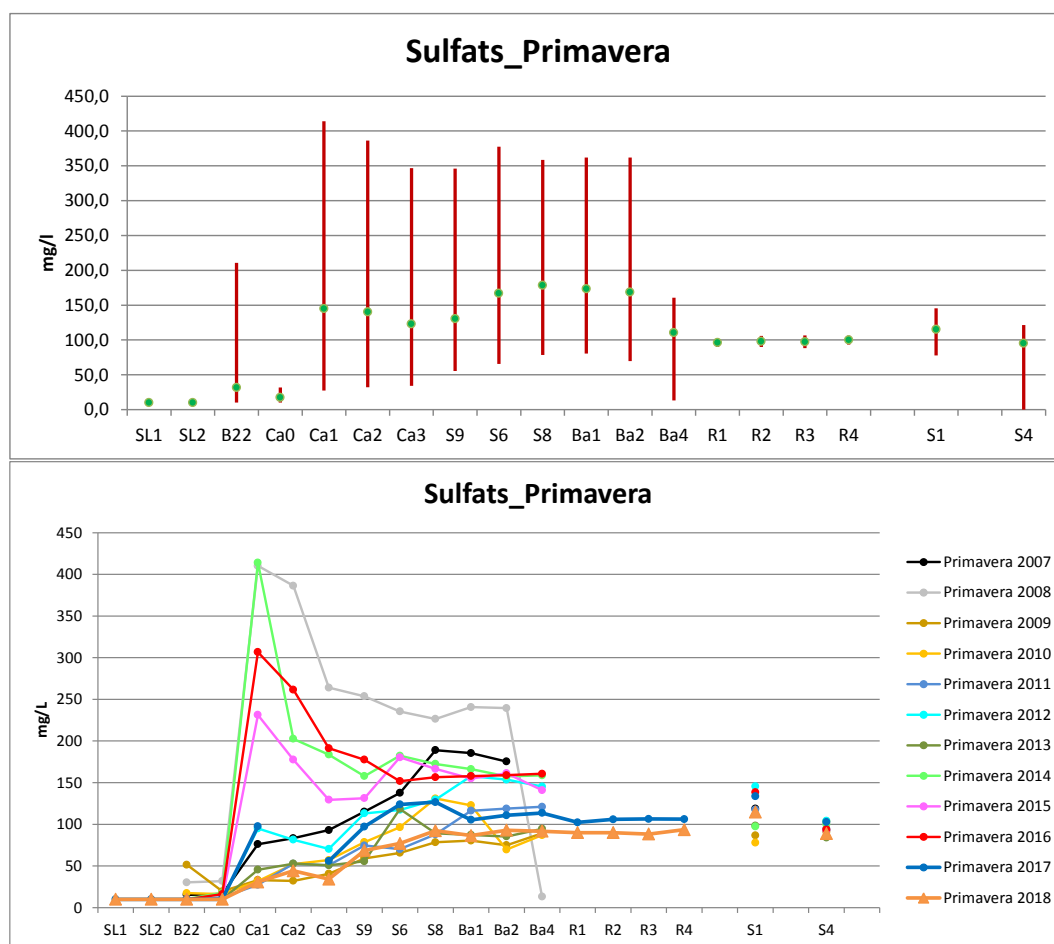 Sulfats_Primavera
450,0
400,0
350,0
300,0
250,0
200,0
150,0
100,0
50,0
0,0
mg/l
SL1 SL2 B22 Ca0 Ca1 Ca2 Ca3 S9 S6 S8 Ba1 Ba2 Ba4 R1 R2 R3 R4 S1 S4
Sulfats_Primavera
450
400
350
300
250
200
150
100
50
0
mg/L
SL1 SL2 B22 Ca0 Ca1 Ca2 Ca3 S9 S6 S8 Ba1 Ba2 Ba4 R1 R2 R3 R4 S1 S4
Primavera 2007
Primavera 2008
Primavera 2009
Primavera 2010
Primavera 2011
Primavera 2012
Primavera 2013
Primavera 2014
Primavera 2015
Primavera 2016
Primavera 2017
Primavera 2018